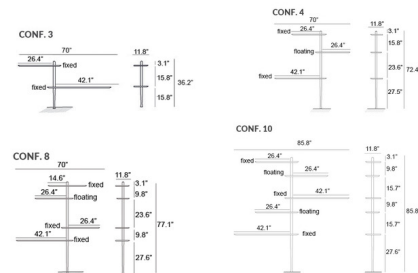 CONF. 3
70"
11.8"
26.4"
fixed
3.1"
15.8"
42.1"
fixed
15.8"
36.2"
CONF. 4
70"
11.8"
26.4"
fixed
3.1"
15.8"
26.4"
floating
23.6"
72.4"
42.1"
fixed
27.5"
CONF. 8
70"
11.8"
14.6"
fixed
3.1"
9.8"
26.4"
floating
23.6"
77.1"
26.4"
fixed
9.8"
42.1"
fixed
27.6"
CONF. 10
85.8"
11.8"
26.4"
fixed
3.1"
9.8"
26.4"
floating
15.7"
42.1"
fixed
9.8"
85.8"
26.4"
floating
15.7"
42.1"
fixed
27.6"